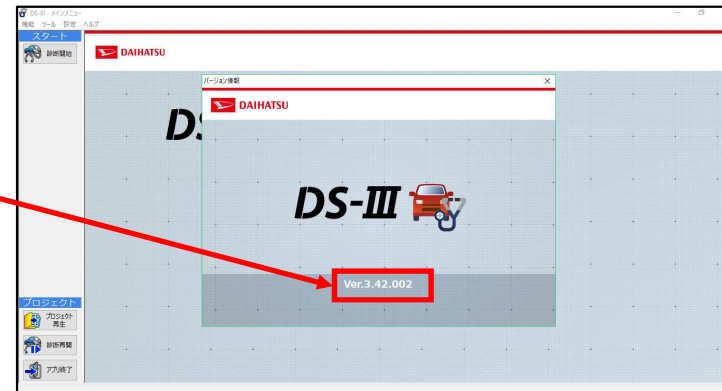 DS-III - メインメニュー
機能 ツール 設定 ヘルプ
スタート
診断開始
DAIHATSU
バージョン情報
DAIHATSU
DS
DS-III
Ver.3.42.002
プロジェクト
プロジェクト
再生
診断再開
アプリ終了